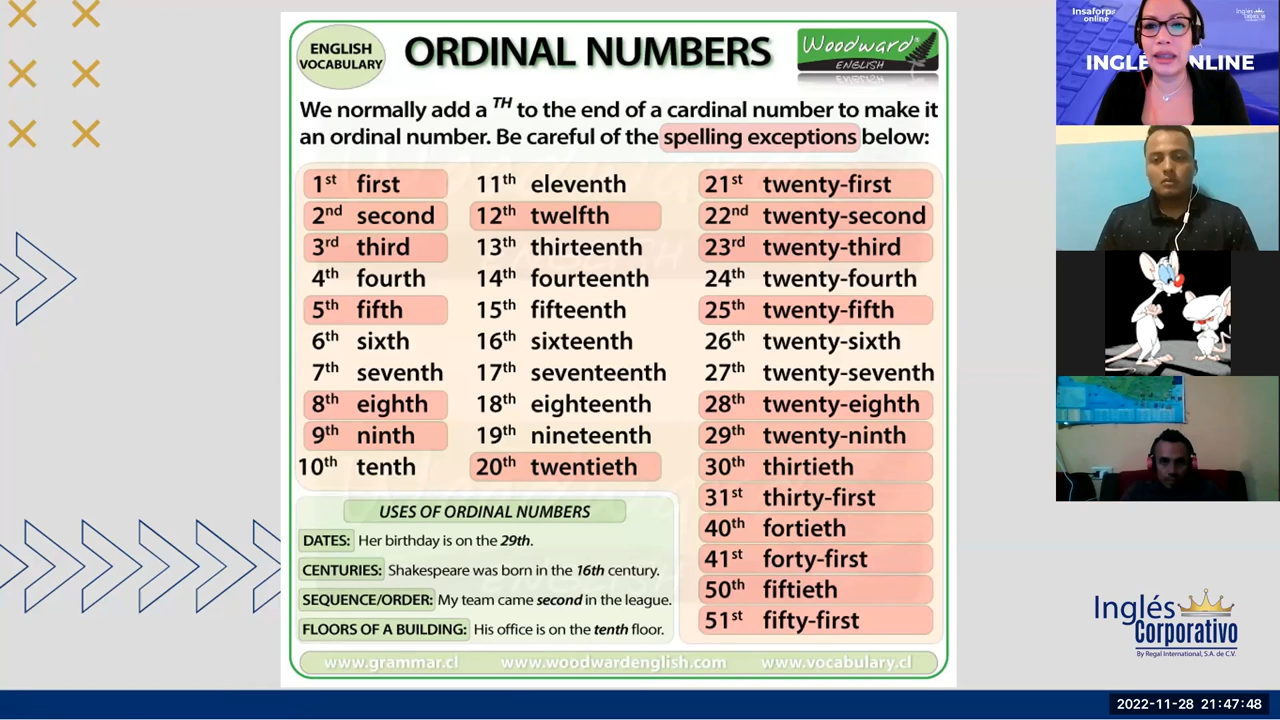 ENGLISH
VOCABULARY
ORDINAL NUMBERS
Woodward®
ENGLISH
We normally add a TH to the end of a cardinal number to make it
an ordinal number. Be careful of the spelling exceptions below:
1st first
2nd second
3rd third
4th fourth
5th fifth
6th sixth
7th seventh
8th eighth
9th ninth
10th tenth
11th eleventh
12th twelfth
13th thirteenth
14th fourteenth
15th fifteenth
16th sixteenth
17th seventeenth
18th eighteenth
19th nineteenth
20th twentieth
21st twenty-first
22nd twenty-second
23rd twenty-third
24th twenty-fourth
25th twenty-fifth
26th twenty-sixth
27th twenty-seventh
28th twenty-eighth
29th twenty-ninth
30th thirtieth
31st thirty-first
40th fortieth
41st forty-first
50th fiftieth
51st fifty-first
USES OF ORDINAL NUMBERS
DATES: Her birthday is on the 29th.
CENTURIES: Shakespeare was born in the 16th century.
SEQUENCE/ORDER: My team came second in the league.
FLOORS OF A BUILDING: His office is on the tenth floor.
www.grammar.cl www.woodwardenglish.com www.vocabulary.cl
online
Inglés
Corporativo
By Regal International, S.A. de C.V.
2022-11-28 21:47:48